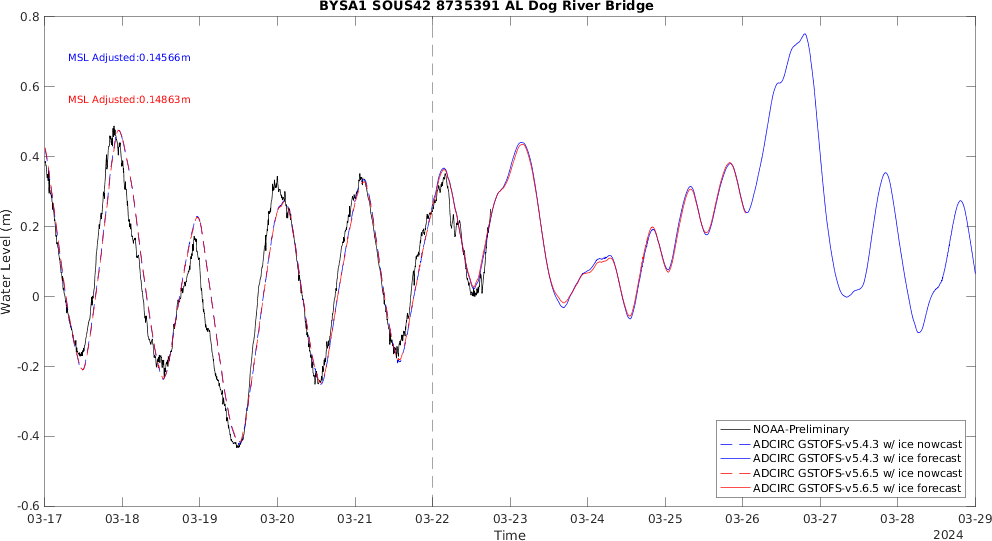 BYSA1 SOUS42 8735391 AL Dog River Bridge
MSL Adjusted:0.14566m
MSL Adjusted:0.14863m
Water Level (m)
0.8
0.6
0.4
0.2
0
-0.2
-0.4
-0.6
NOAA-Preliminary
ADCIRC GSTOFS-v5.4.3 w/ ice nowcast
ADCIRC GSTOFS-v5.4.3 w/ ice forecast
ADCIRC GSTOFS-v5.6.5 w/ ice nowcast
ADCIRC GSTOFS-v5.6.5 w/ ice forecast
03-17 03-18 03-19 03-20 03-21 03-22 03-23 03-24 03-25 03-26 03-27 03-28 03-29
Time
2024